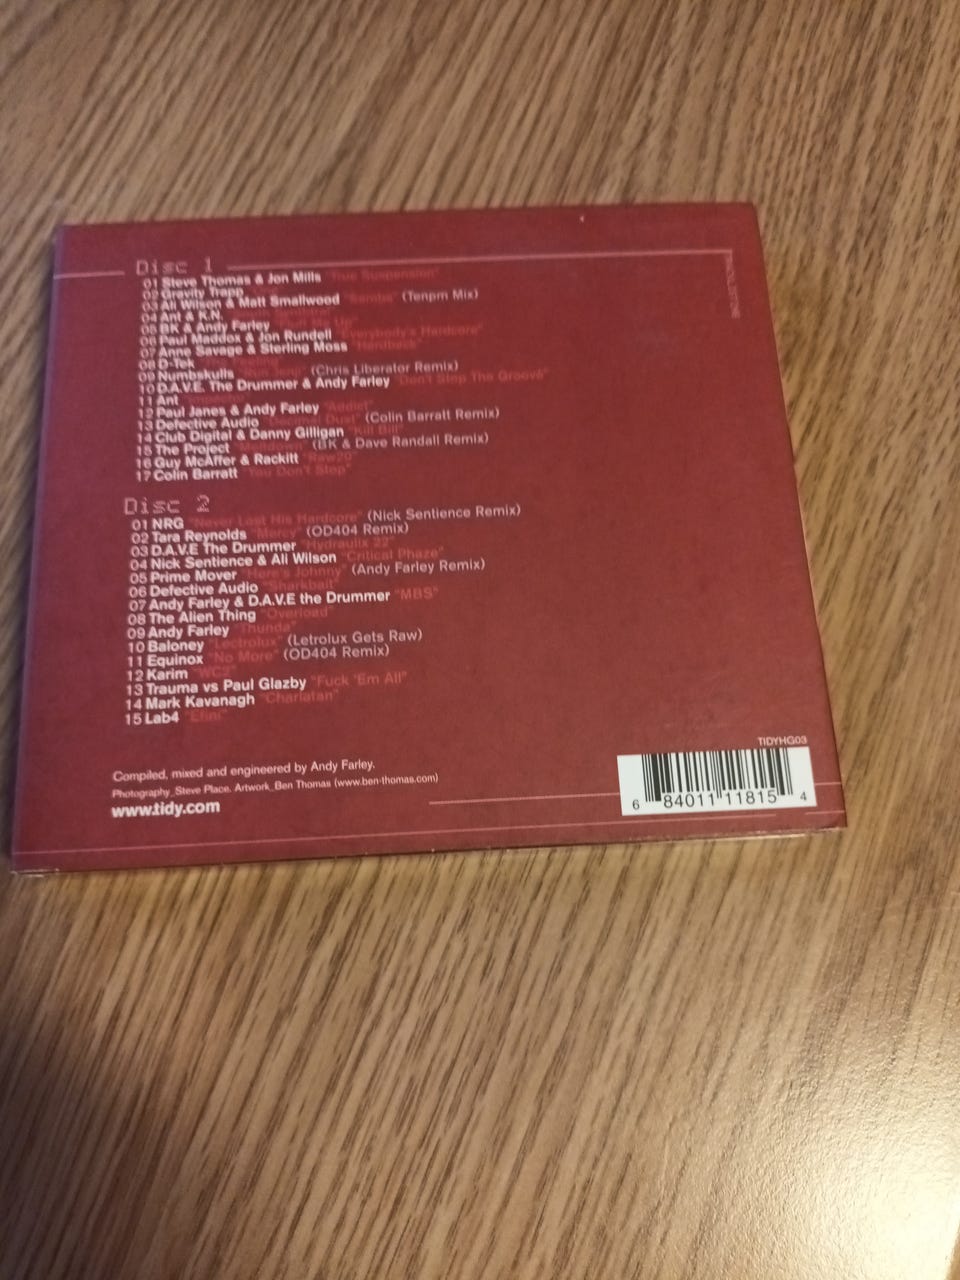 Disc 1
01 Steve Thomas & Jon Mills "True Suspension"
02 Gravity Trapp
03 Ali Wilson & Matt Smallwood "Samba" (Tenpm Mix)
04 Ant & K.N.
05 BK & Andy Farley
06 Paul Maddox & Jon Rundell "Everybody's Hardcore"
07 Anne Savage & Sterling Moss "Hardbeck"
08 D-Tek
09 Numbskulls (Chris Liberator Remix)
10 D.A.V.E. The Drummer & Andy Farley "Don't Stop The Groove"
11 Ant
12 Paul Janes & Andy Farley "Addict"
13 Defective Audio (Colin Barratt Remix)
14 Club Digital & Danny Gilligan "Kill Bill"
15 The Project (BK & Dave Randall Remix)
16 Guy McAffer & Rackitt "Raw20"
17 Colin Barratt "You Don't Stop"
Disc 2
01 NRG "Never Lost His Hardcore" (Nick Sentience Remix)
02 Tara Reynolds "Mercy" (OD404 Remix)
03 D.A.V.E The Drummer "Hydraulix 22"
04 Nick Sentience & Ali Wilson "Critical Phaze"
05 Prime Mover "Here's Johnny" (Andy Farley Remix)
06 Defective Audio "Sharkbait"
07 Andy Farley & D.A.V.E the Drummer "MBS"
08 The Alien Thing "Overload"
09 Andy Farley "Thunda"
10 Baloney "Lectrolux" (Letrolux Gets Raw)
11 Equinox "No More" (OD404 Remix)
12 Karim
13 Trauma vs Paul Glazby "Fuck 'Em All"
14 Mark Kavanagh "Charlatan"
15 Lab4
Compiled, mixed and engineered by Andy Farley.
Photography_Steve Place. Artwork_Ben Thomas (www.ben-thomas.com)
www.tidy.com
TIDYHG03
6 84011 11815 4